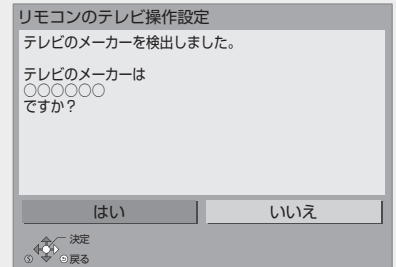 リモコンのテレビ操作設定
テレビのメーカーを検出しました。
テレビのメーカーは
○○○○○○
ですか？
はい
いいえ
決定
S
戻る